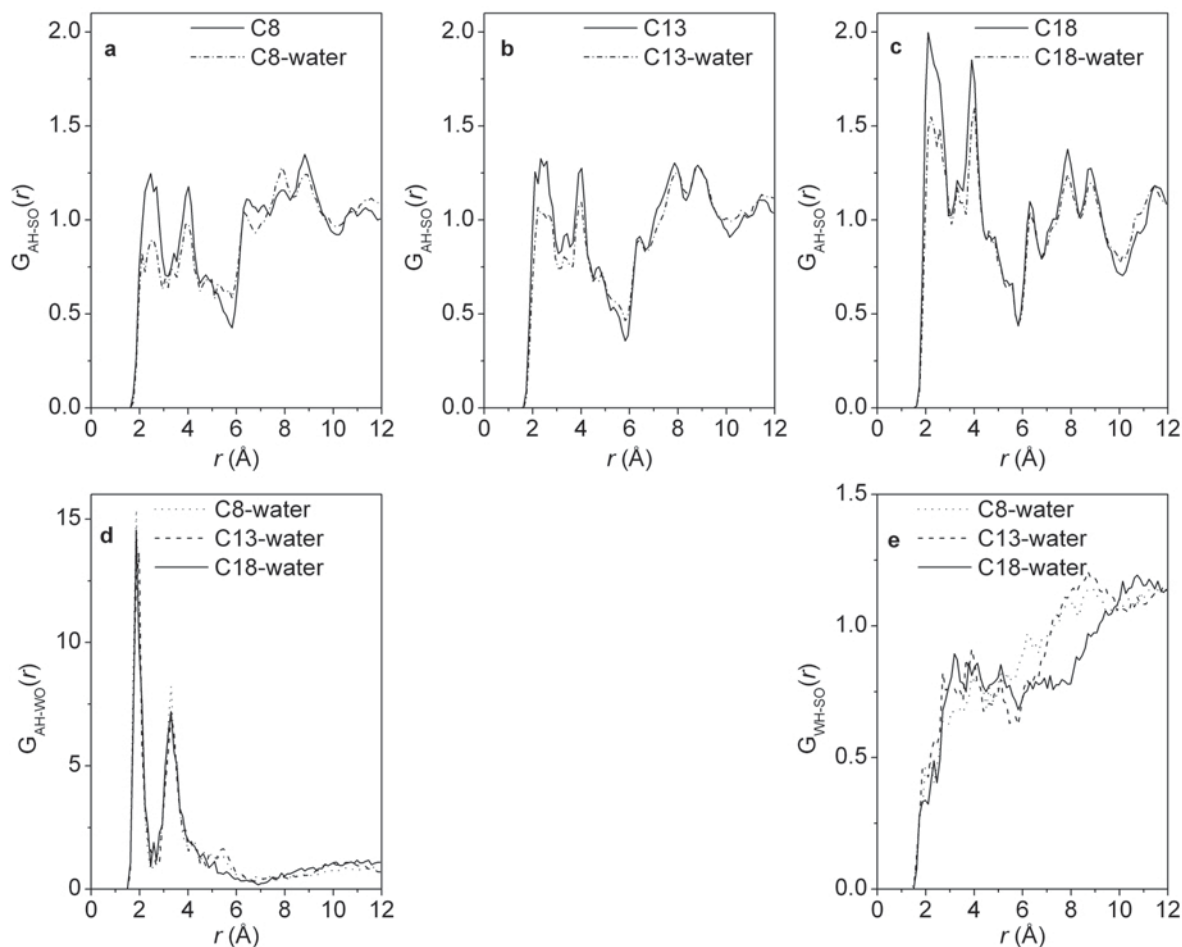 a
C8
C8-water
2.0
1.5
1.0
0.5
0.0
G_AH-SO(r)
0 2 4 6 8 10 12
r (Å)
b
C13
C13-water
2.0
1.5
1.0
0.5
0.0
G_AH-SO(r)
0 2 4 6 8 10 12
r (Å)
c
C18
C18-water
2.0
1.5
1.0
0.5
0.0
G_AH-SO(r)
0 2 4 6 8 10 12
r (Å)
d
C8-water
C13-water
C18-water
15
10
5
0
G_AH-WO(r)
0 2 4 6 8 10 12
r (Å)
e
C8-water
C13-water
C18-water
1.5
1.0
0.5
0.0
G_WH-SO(r)
0 2 4 6 8 10 12
r (Å)